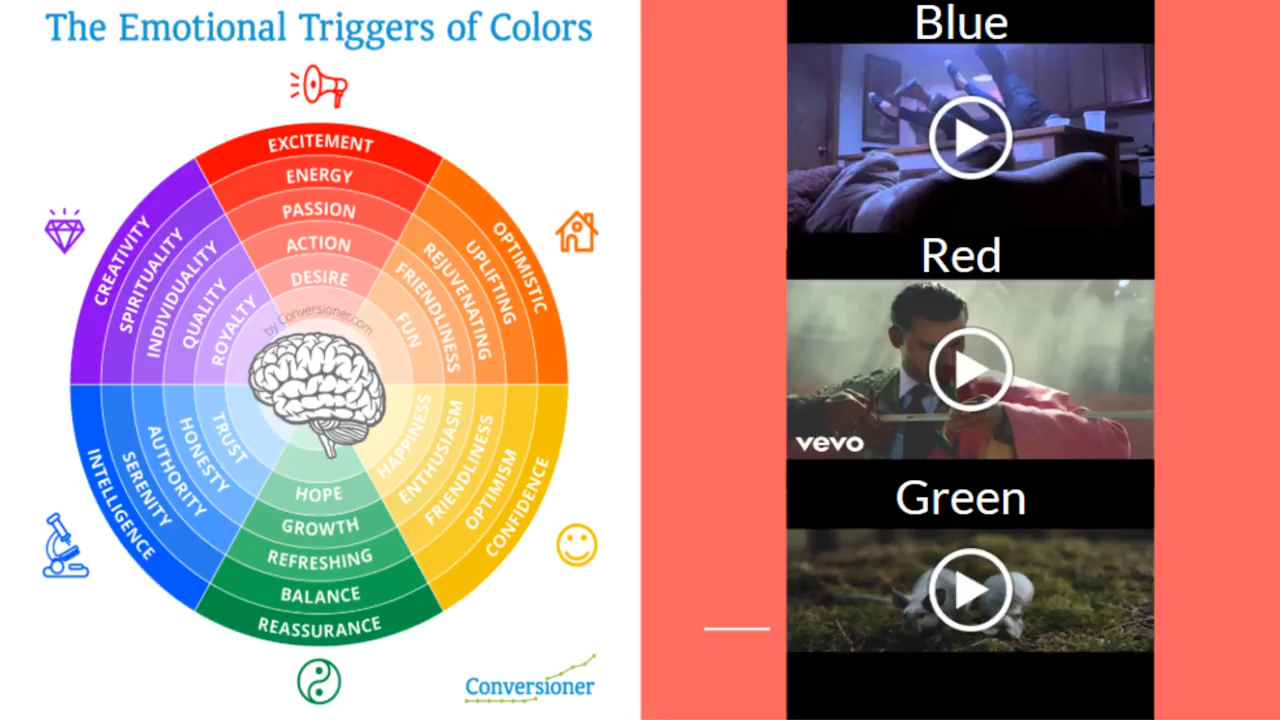 The Emotional Triggers of Colors
EXCITEMENT
ENERGY
PASSION
ACTION
DESIRE
by Conversioner.com
OPTIMISTIC
UPLIFTING
REJUVENATING
FRIENDLINESS
FUN
HAPPINESS
ENTHUSIASM
FRIENDLINESS
OPTIMISM
CONFIDENCE
HOPE
GROWTH
REFRESHING
BALANCE
REASSURANCE
TRUST
HONESTY
AUTHORITY
SERENITY
INTELLIGENCE
CREATIVITY
SPIRITUALITY
INDIVIDUALITY
QUALITY
ROYALTY
Conversioner
Blue
Red
vevo
Green